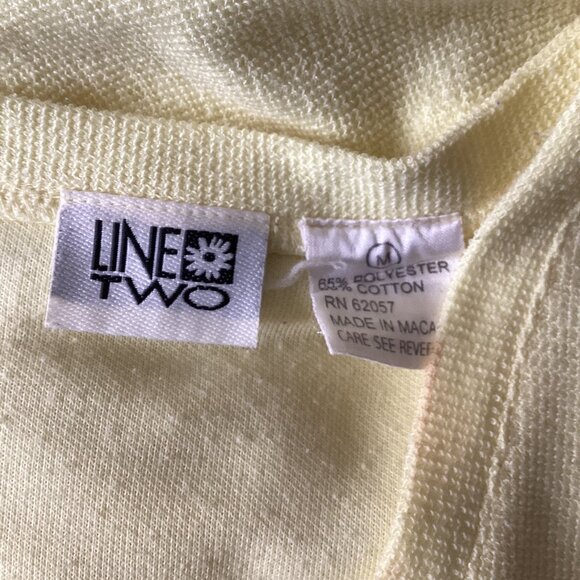 LINE
TWO
M
65% POLYESTER
COTTON
RN 62057
MADE IN MACA
CARE SEE REVER